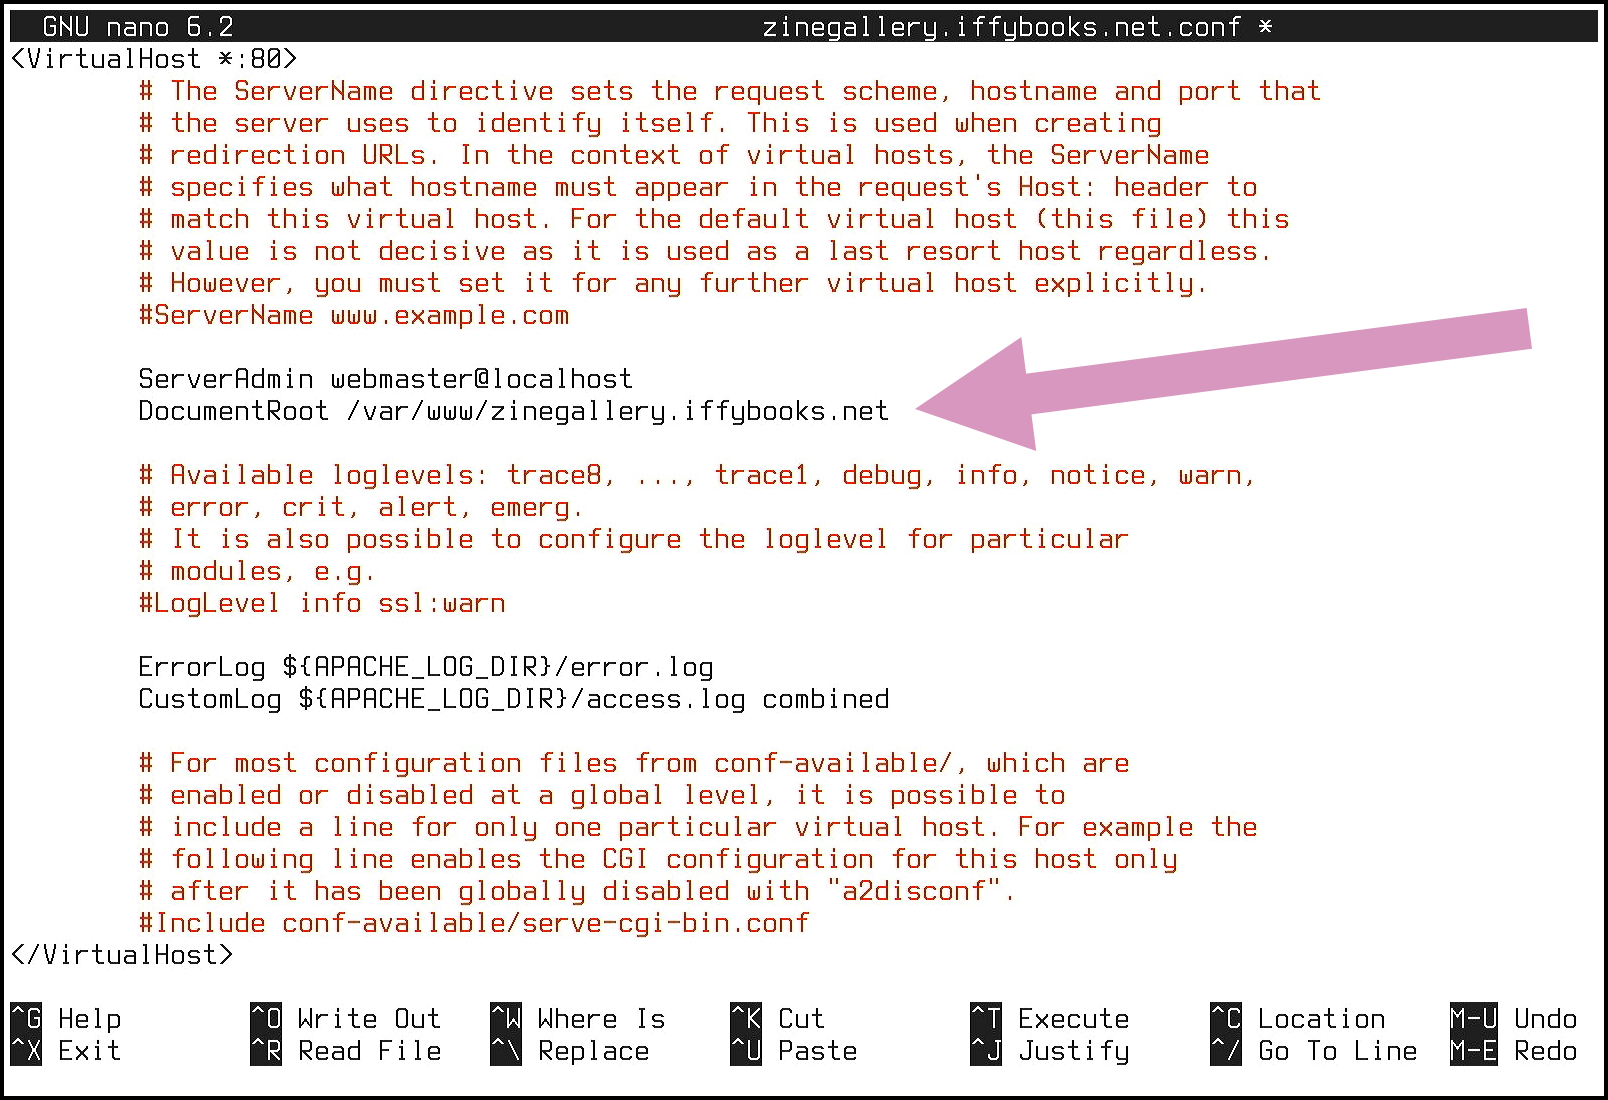 GNU nano 6.2 zinegallery.iffybooks.net.conf *
<VirtualHost *:80>
# The ServerName directive sets the request scheme, hostname and port that
# the server uses to identify itself. This is used when creating
# redirection URLs. In the context of virtual hosts, the ServerName
# specifies what hostname must appear in the request's Host: header to
# match this virtual host. For the default virtual host (this file) this
# value is not decisive as it is used as a last resort host regardless.
# However, you must set it for any further virtual host explicitly.
#ServerName www.example.com
ServerAdmin webmaster@localhost
DocumentRoot /var/www/zinegallery.iffybooks.net
# Available loglevels: trace8, ..., trace1, debug, info, notice, warn,
# error, crit, alert, emerg.
# It is also possible to configure the loglevel for particular
# modules, e.g.
#LogLevel info ssl:warn
ErrorLog ${APACHE_LOG_DIR}/error.log
CustomLog ${APACHE_LOG_DIR}/access.log combined
# For most configuration files from conf-available/, which are
# enabled or disabled at a global level, it is possible to
# include a line for only one particular virtual host. For example the
# following line enables the CGI configuration for this host only
# after it has been globally disabled with "a2disconf".
#Include conf-available/serve-cgi-bin.conf
</VirtualHost>
^G Help ^O Write Out ^W Where Is ^K Cut ^T Execute ^C Location M-U Undo
^X Exit ^R Read File ^\ Replace ^U Paste ^J Justify ^/ Go To Line M-E Redo